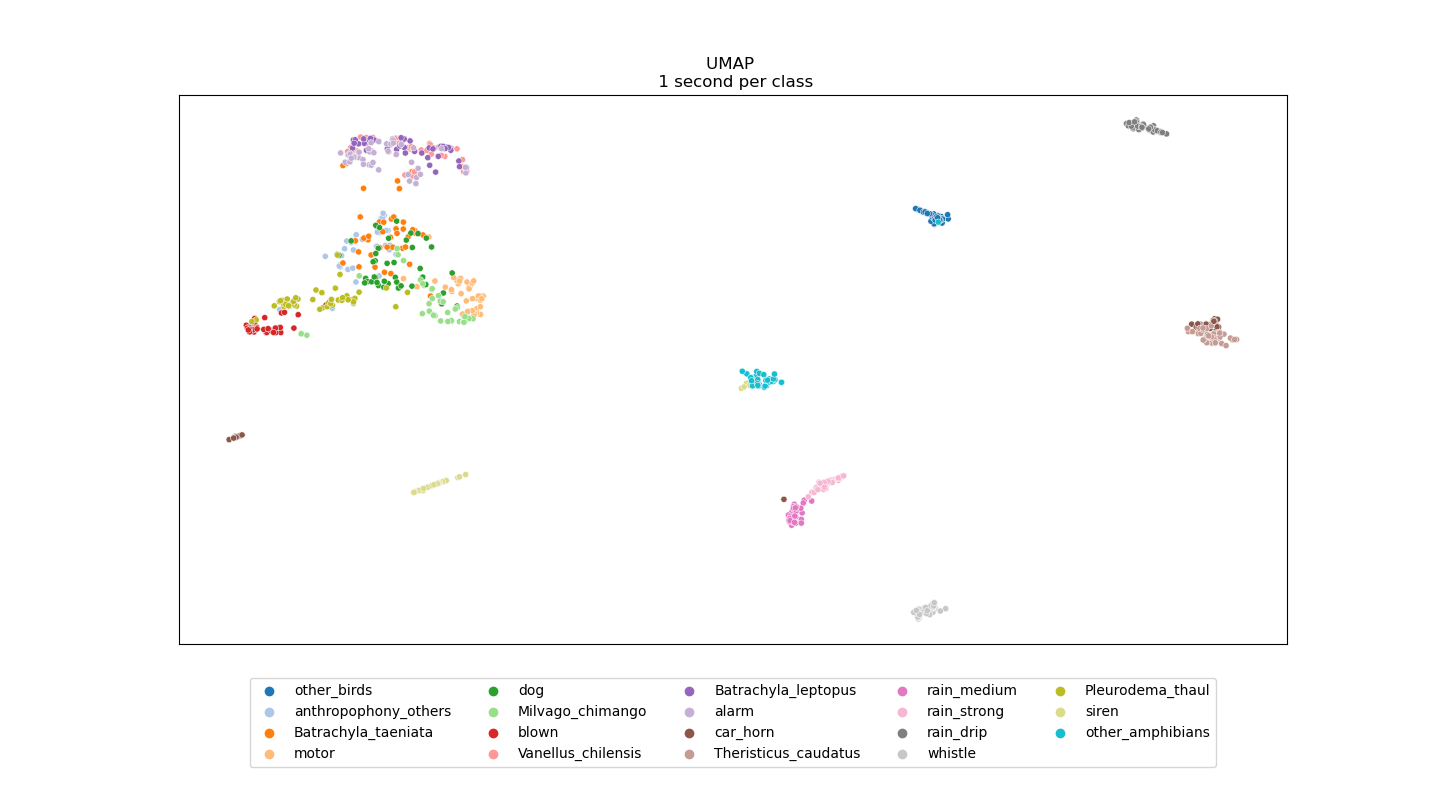 UMAP
1 second per class
other_birds
anthropophony_others
Batrachyla_taeniata
motor
dog
Milvago_chimango
blown
Vanellus_chilensis
Batrachyla_leptopus
alarm
car_horn
Theristicus_caudatus
rain_medium
rain_strong
rain_drip
whistle
Pleurodema_thaul
siren
other_amphibians